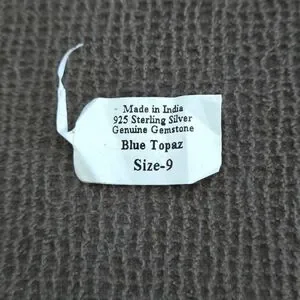 Made in India
925 Sterling Silver
Genuine Gemstone
Blue Topaz
Size-9